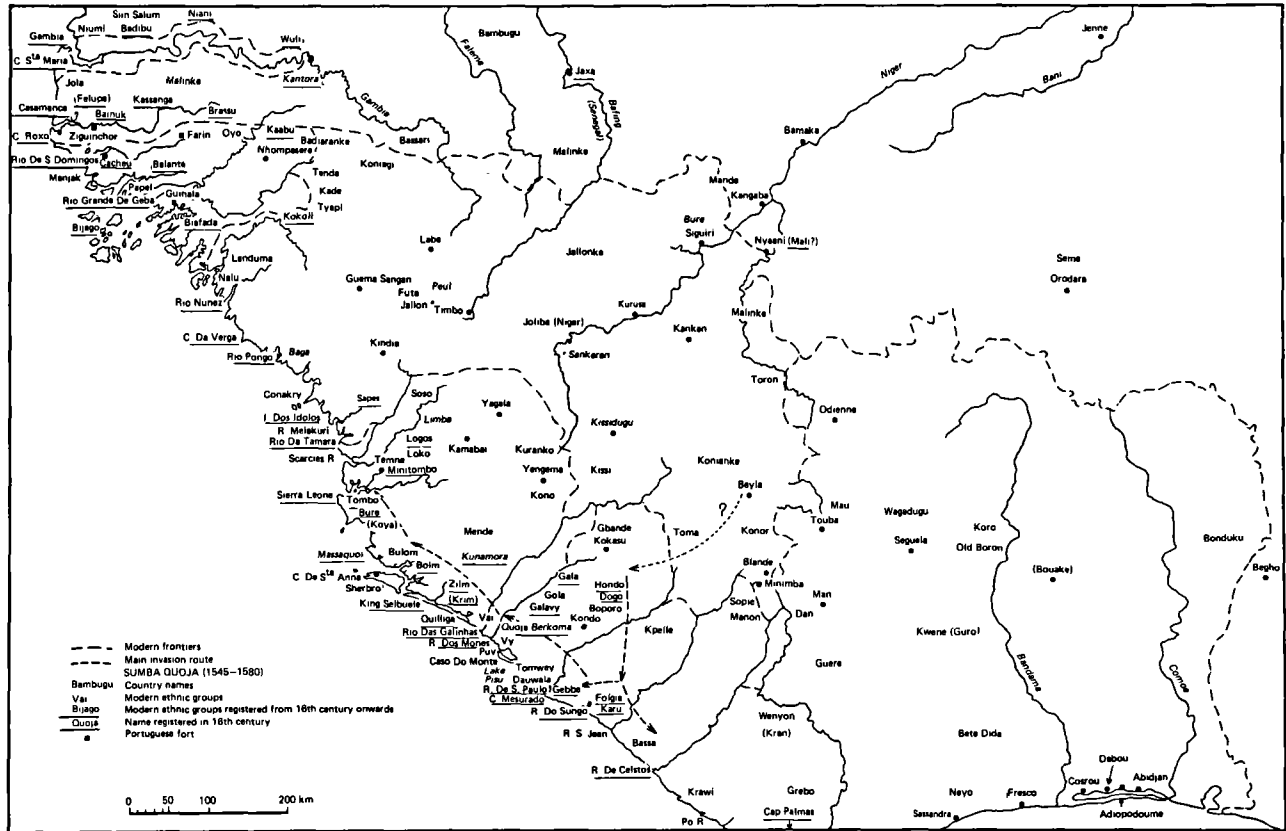 Siin Salum
Niani
Niumi
Badibu
Gambia
Wuli
C Sta Maria
Jola
Malinke
Kantora
Bambugu
Faleme
Jaxa
Bafing
(Senegal)
Niger
Jenne
Bani
Casamanca
(Felupe)
Bainuk
Kassanga
Brassu
Gambia
C Roxo
Ziguinchor
Farin
Oyo
Kaabu
Badiaranke
Bassari
Malinke
Bamaka
Rio De S Domingos
Cacheu
Balante
Nhompasere
Koniagi
Manjak
Papel
Tenda
Mande
Kangaba
Rio Grande De Geba
Guinala
Kade
Tyapi
Bijago
Biafada
Kokoli
Bure
Siguiri
Nyaani (Mali?)
Landuma
Labe
Jallonke
Sema
Orodara
Nalu
Guema Sangan
Futa
Jallon
Peul
Timbo
Rio Nunez
Kurusa
Malinke
Joliba (Niger)
Kankan
C Da Verga
Rio Pongo
Baga
Kindia
Sankaran
Toron
Conakry
I Dos Idolos
Sapes
Soso
Yagala
Odienne
R Melakuri
Rio Da Tamara
Limba
Kissidugu
Scarcies R
Logos
Loko
Kamabai
Kuranko
Temne
Minitombo
Yengema
Kissi
Konianke
Sierra Leone
Tombo
Bure
(Koya)
Kono
Beyla
Mau
Touba
Wagadugu
Koro
Bonduku
Mende
Gbande
Kokasu
Toma
?
Konor
Seguela
Old Boron
Massaquoi
Bulom
Kunamora
Blande
(Bouake)
Begho
C De Sta Anna
Bolm
Gala
Minimba
Sherbro
Zilm
(Krim)
Gola
Hondo
Dogo
Boporo
Sopie
Manon
Man
Dan
King Selbuele
Galavy
Quilliga
Vai
Quoja Berkoma
Kondo
Kpelle
Kwene (Guro)
Rio Das Galinhas
R Dos Mones
Vy
Puv
Guere
Caso Do Monte
Lake
Pisu
Tomwey
Dauwala
R. De S. Paulo
Gebbe
C Mesurado
Folgia
Karu
R Do Sungo
Bandama
Comoe
R S Jean
Bassa
Wenyon
(Kran)
Bete Dida
R De Celstos
Dabou
Krawi
Grebo
Neyo
Fresco
Cosrou
Abidjan
Po R
Cap Palmas
Sassandra
Adiopodoume
Modern frontiers
Main invasion route
SUMBA QUOJA (1545–1580)
Bambugu Country names
Vai Modern ethnic groups
Bijago Modern ethnic groups registered from 16th century onwards
Quoja Name registered in 16th century
Portuguese fort
0 50 100 200 km